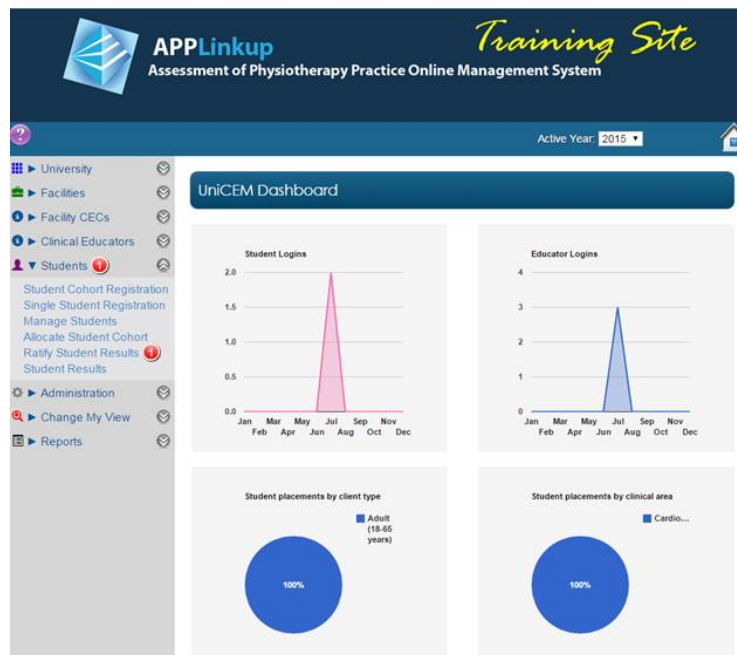 APPLinkup
Training Site
Assessment of Physiotherapy Practice Online Management System
?
Active Year: 2015
University
Facilities
Facility CECs
Clinical Educators
Students 1
Student Cohort Registration
Single Student Registration
Manage Students
Allocate Student Cohort
Ratify Student Results 1
Student Results
Administration
Change My View
Reports
UniCEM Dashboard
Student Logins
2.0
1.5
1.0
0.5
0.0
Jan Mar May Jul Sep Nov
Feb Apr Jun Aug Oct Dec
Educator Logins
4
3
2
1
0
Jan Mar May Jul Sep Nov
Feb Apr Jun Aug Oct Dec
Student placements by client type
Adult
(18-65
years)
100%
Student placements by clinical area
Cardio...
100%